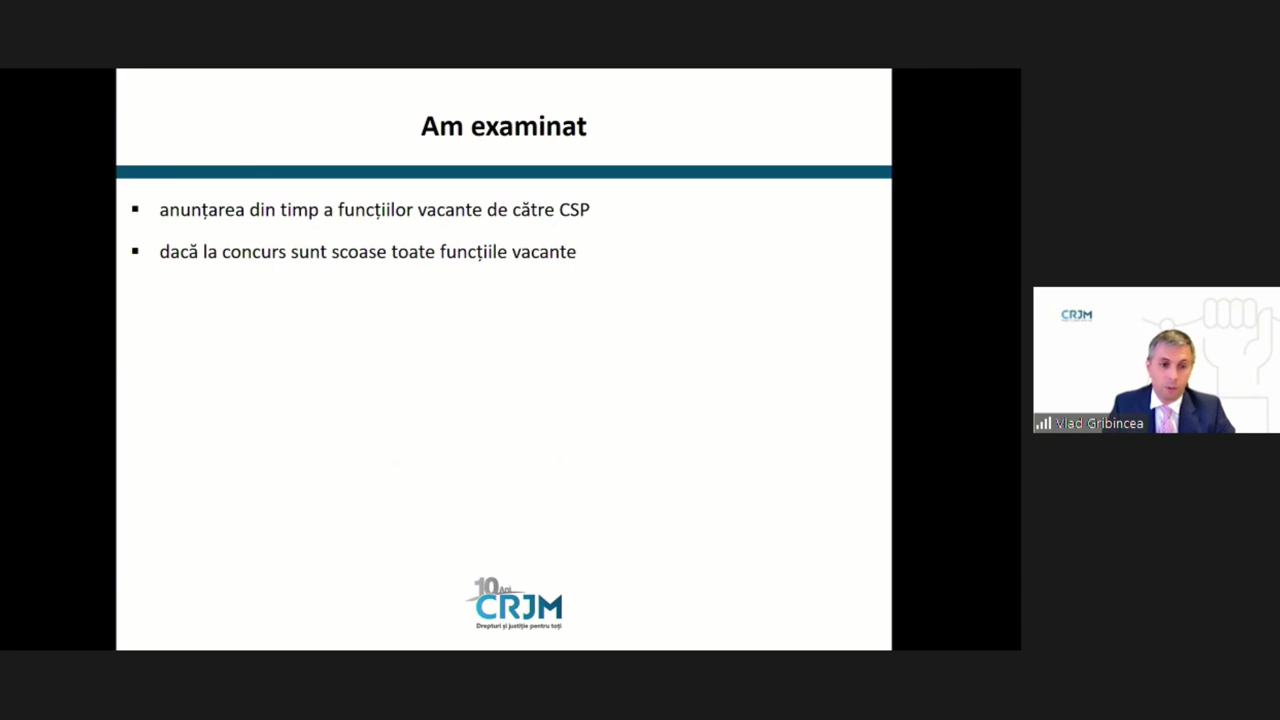 Am examinat
▪ anunțarea din timp a funcțiilor vacante de către CSP
▪ dacă la concurs sunt scoase toate funcțiile vacante
10 Ani
CRJM
Drepturi și justiție pentru toți
CRJM
Vlad Gribincea